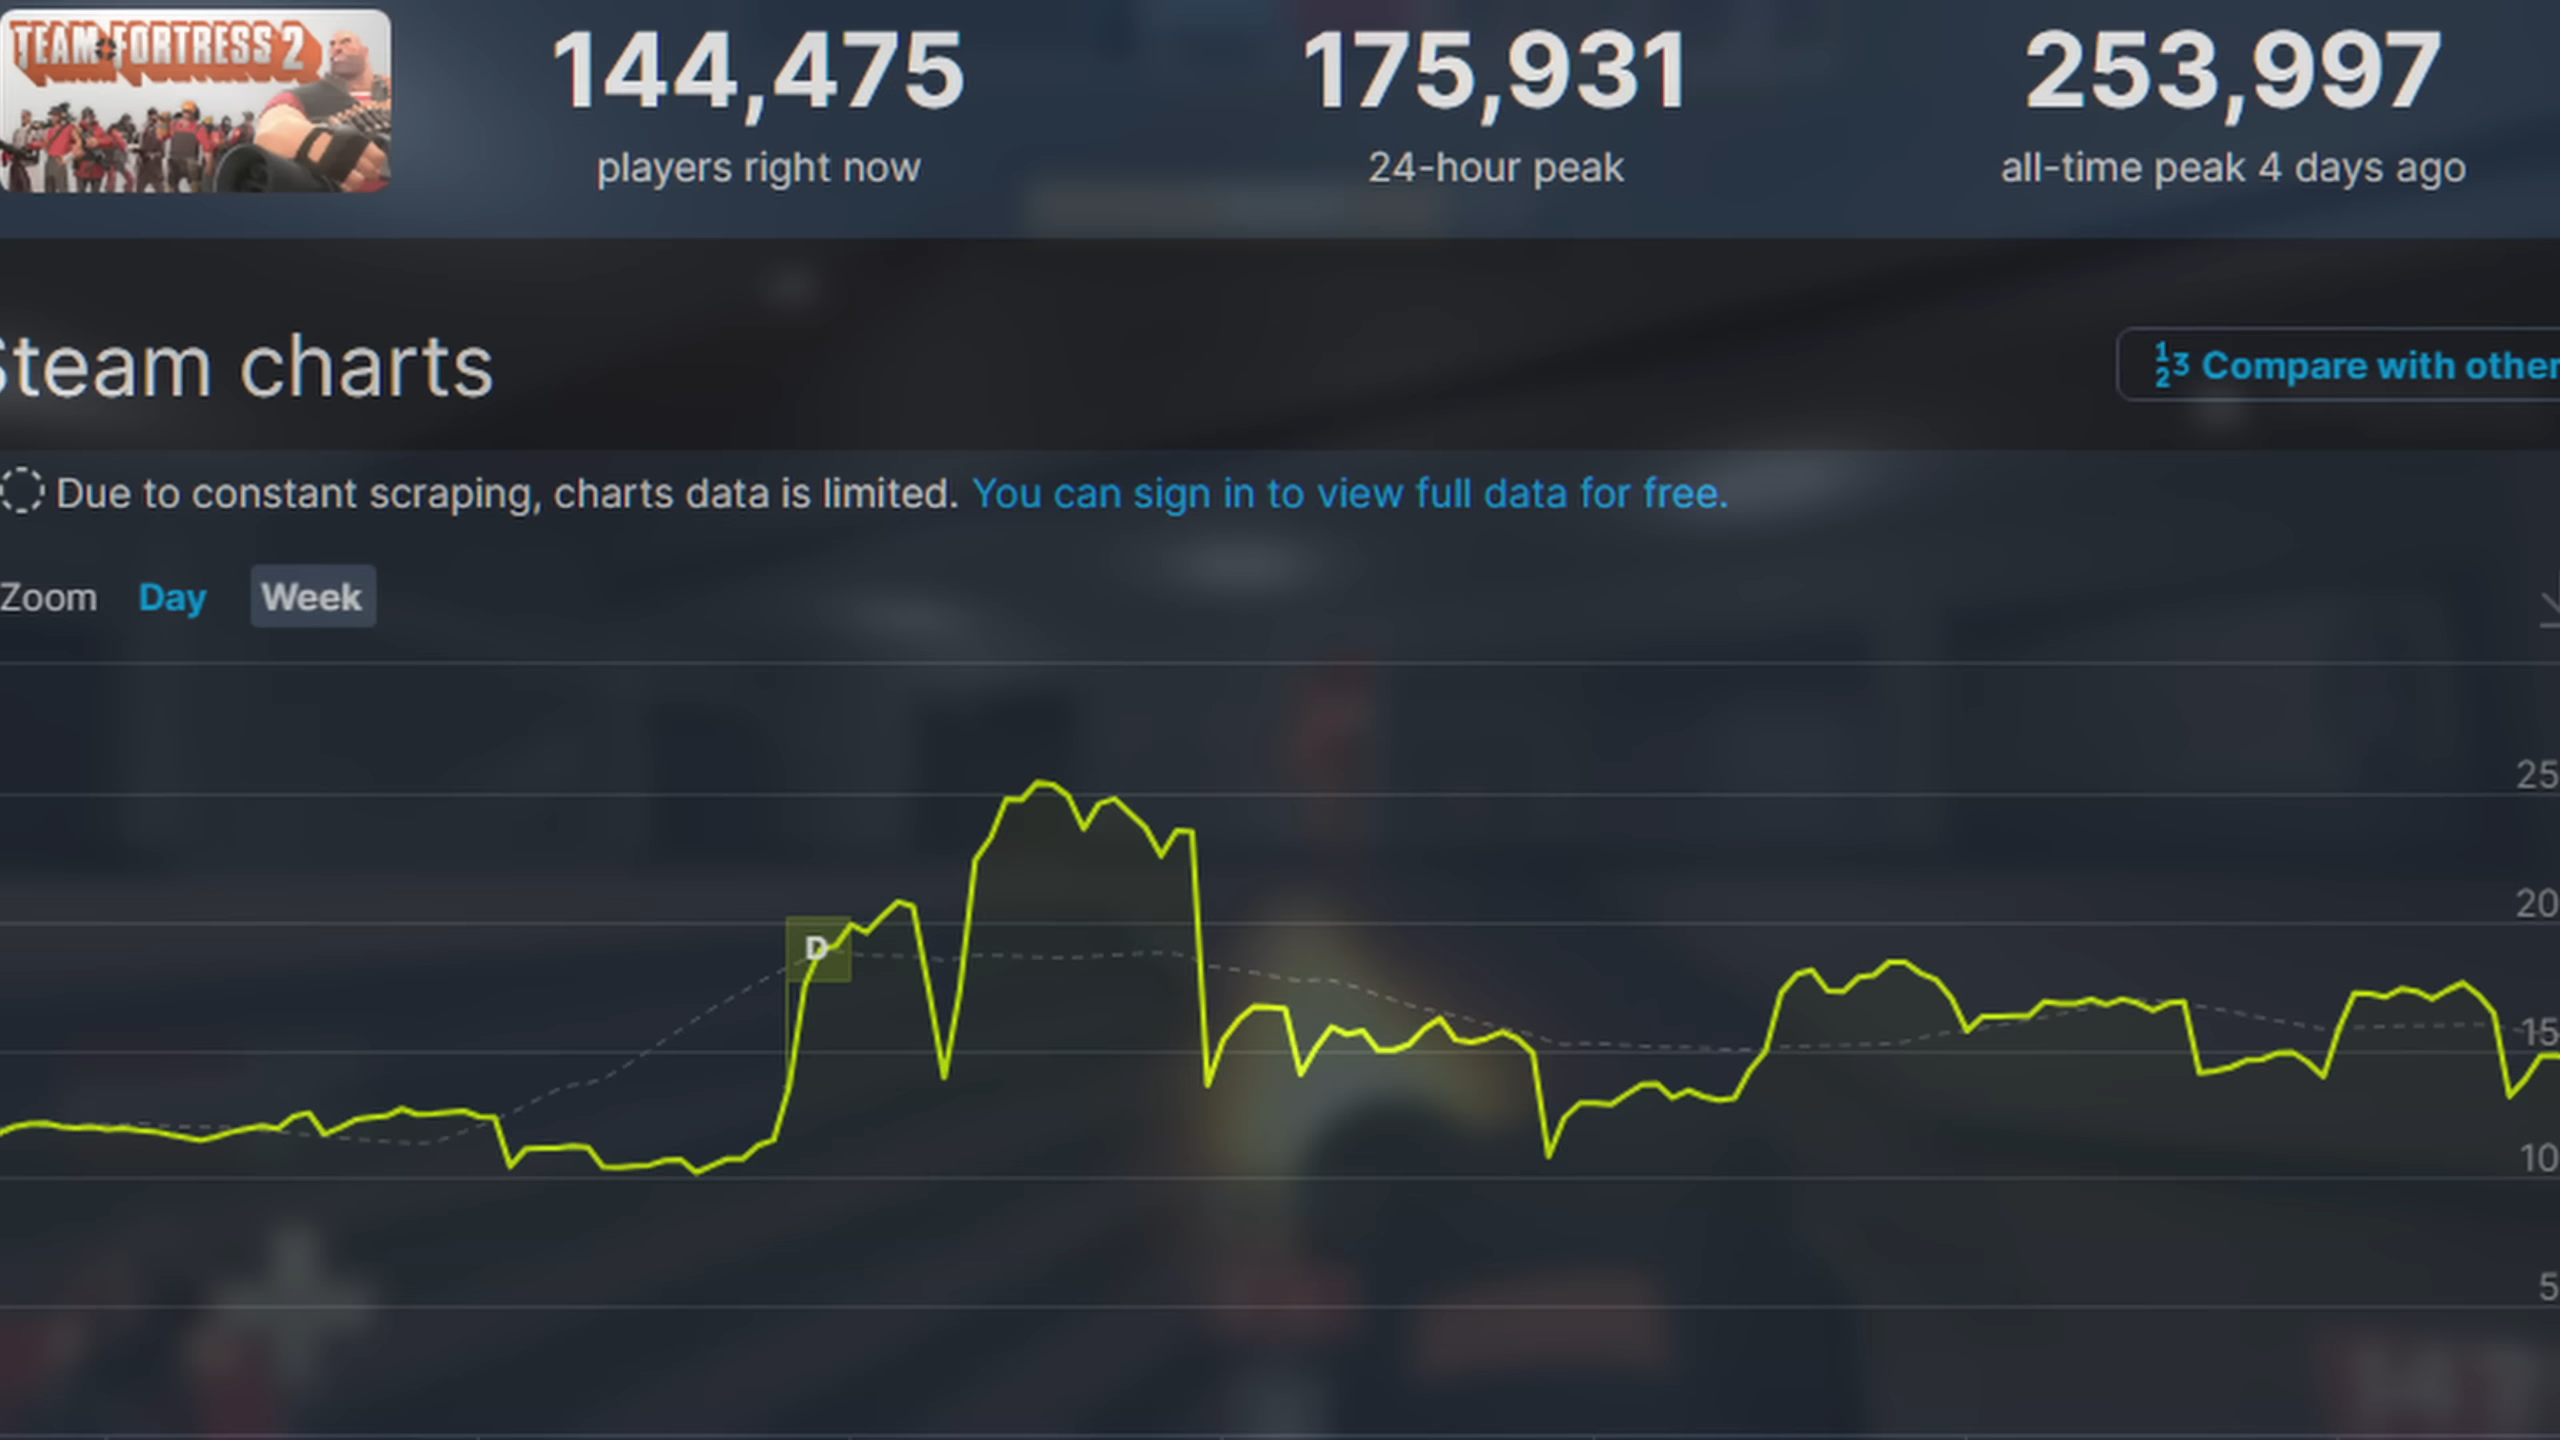 TEAM FORTRESS 2
144,475
players right now
175,931
24-hour peak
253,997
all-time peak 4 days ago
Steam charts
123 Compare with other
Due to constant scraping, charts data is limited. You can sign in to view full data for free.
Zoom Day Week
25
20
D
15
10
5